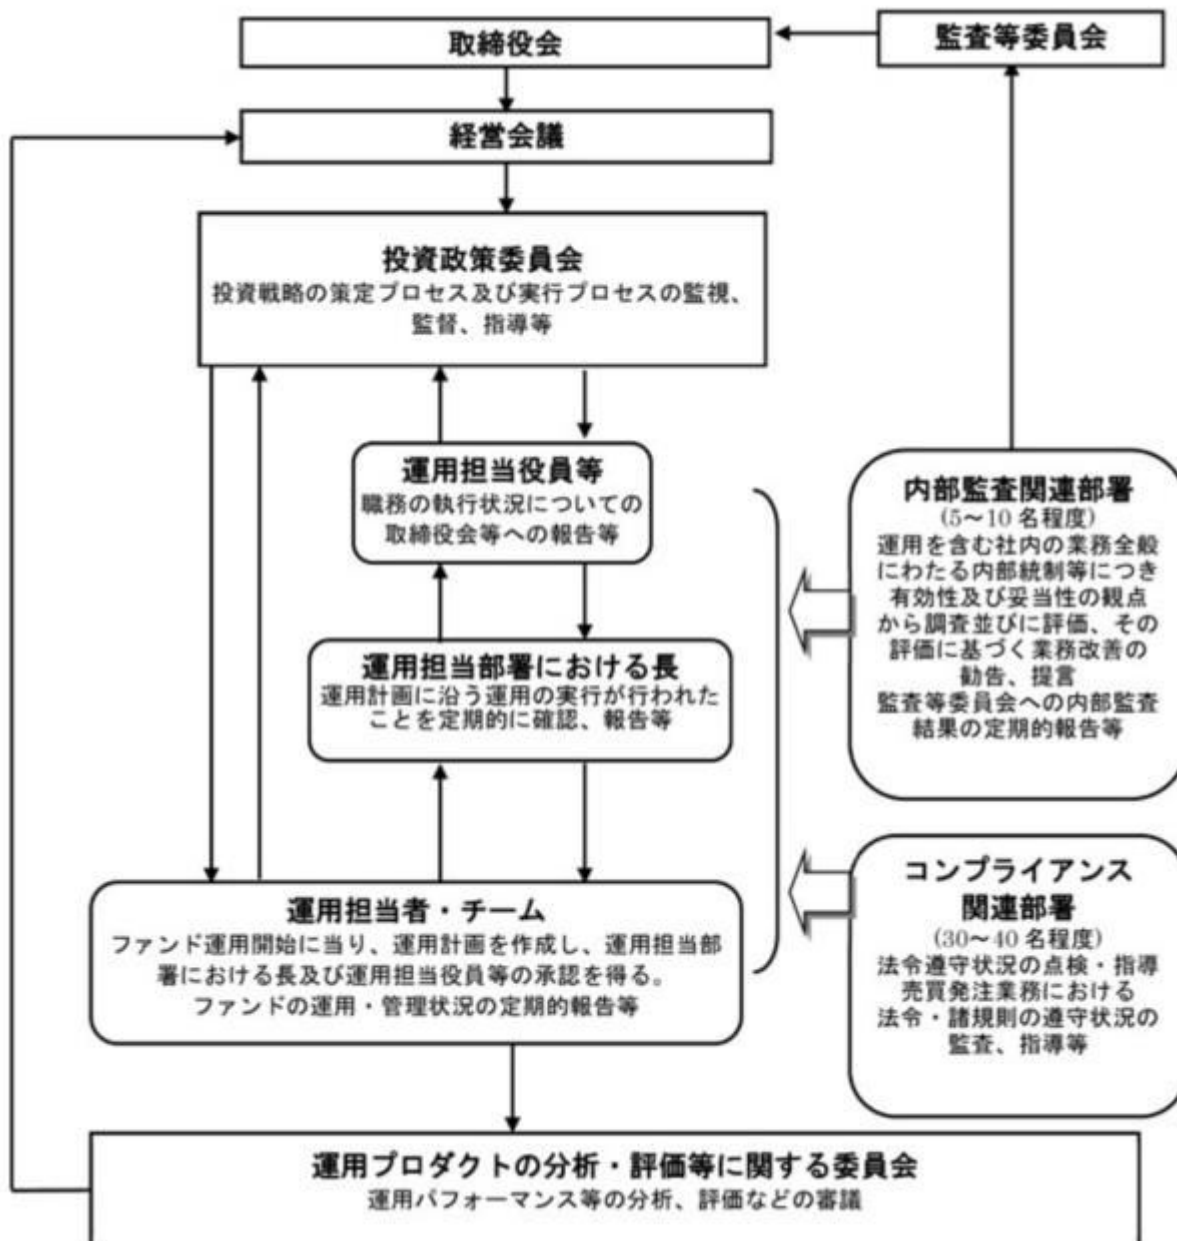 取締役会
監査等委員会
経営会議
投資政策委員会
投資戦略の策定プロセス及び実行プロセスの監視、
監督、指導等
運用担当役員等
職務の執行状況についての
取締役会等への報告等
運用担当部署における長
運用計画に沿う運用の実行が行われた
ことを定期的に確認、報告等
運用担当者・チーム
ファンド運用開始に当り、運用計画を作成し、運用担当部
署における長及び運用担当役員等の承認を得る。
ファンドの運用・管理状況の定期的報告等
内部監査関連部署
(5～10 名程度)
運用を含む社内の業務全般
にわたる内部統制等につき
有効性及び妥当性の観点
から調査並びに評価、その
評価に基づく業務改善の
勧告、提言
監査等委員会への内部監査
結果の定期的報告等
コンプライアンス
関連部署
(30～40 名程度)
法令遵守状況の点検・指導
売買発注業務における
法令・諸規則の遵守状況の
監査、指導等
運用プロダクトの分析・評価等に関する委員会
運用パフォーマンス等の分析、評価などの審議